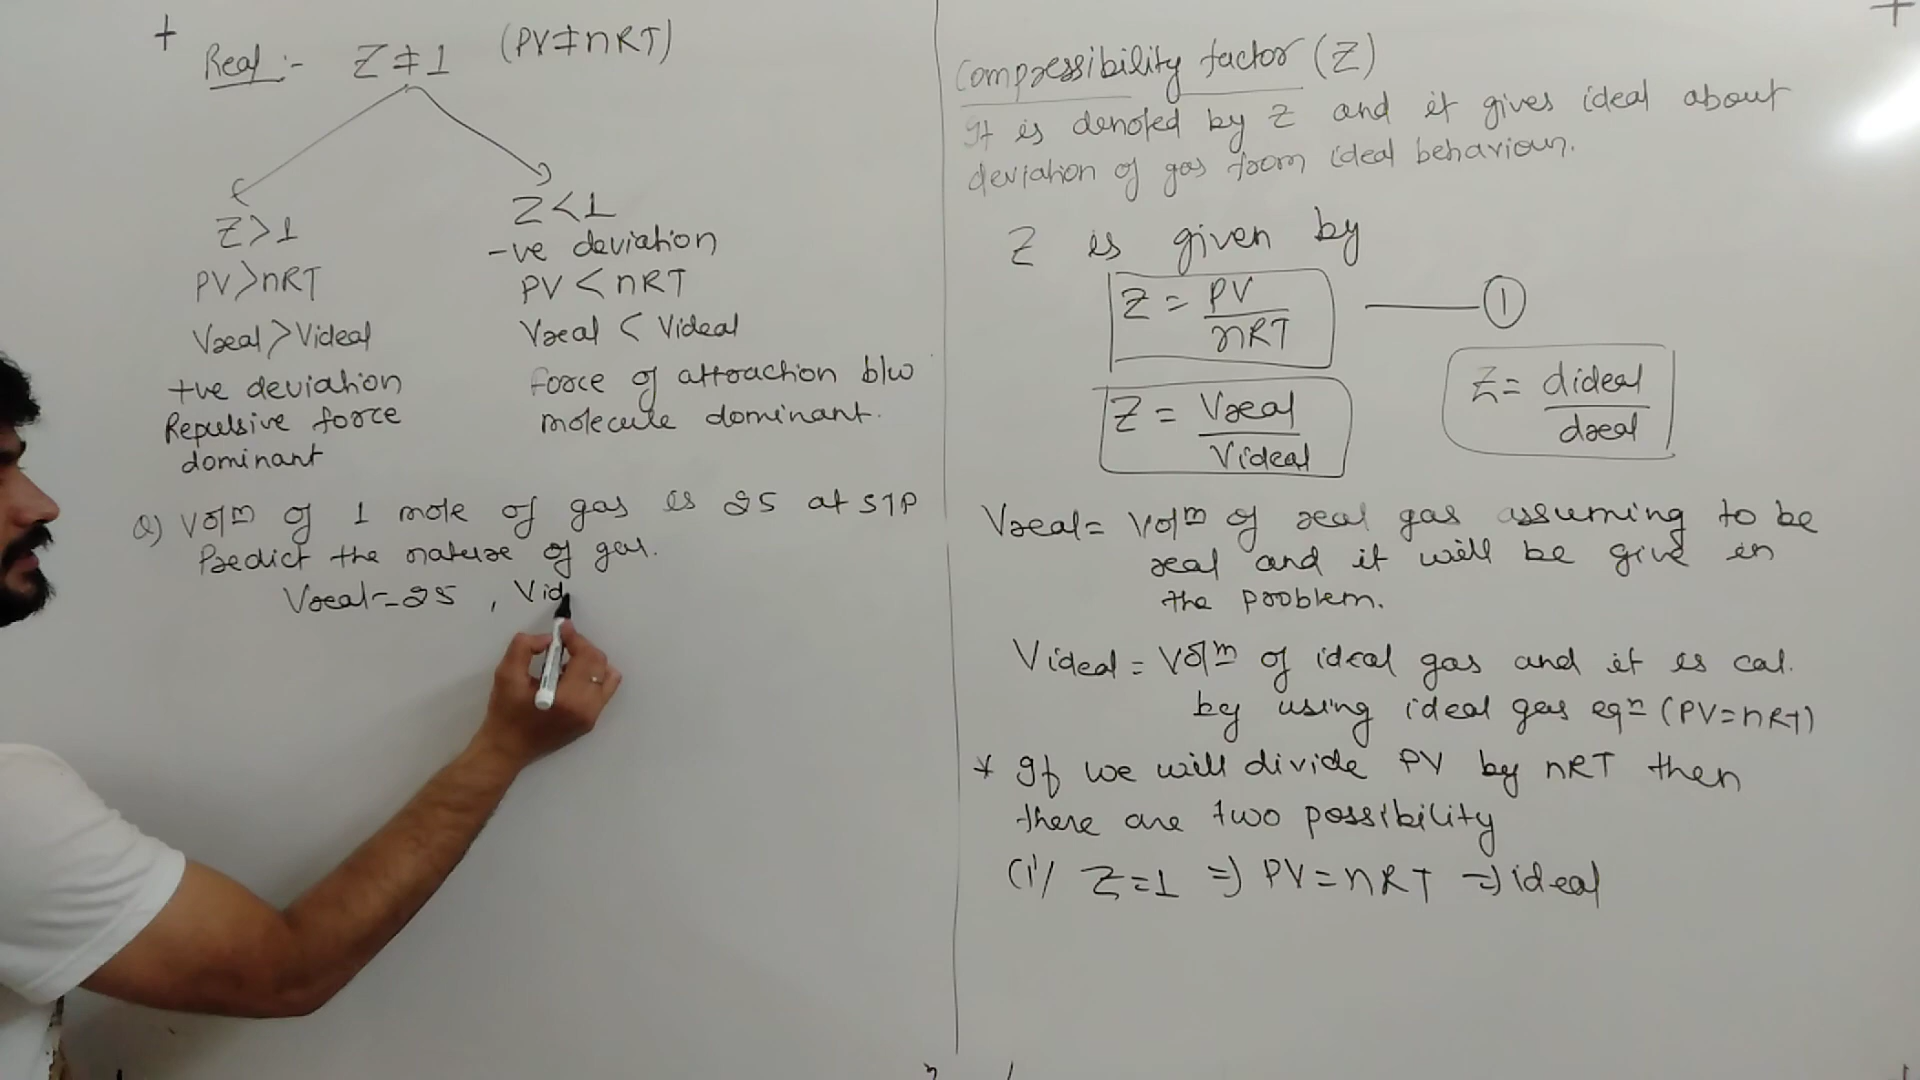 Real :- Z ≠ 1 (PV ≠ nRT)
Z > 1
PV > nRT
Vreal > Videal
+ve deviation
Repulsive force
dominant
Z < 1
-ve deviation
PV < nRT
Vreal < Videal
Force of attraction b/w
molecule dominant.
Q) Volm of 1 mole of gas is 25 at STP
Predict the nature of gas.
Vreal = 25 , Vid
Compressibility factor (Z)
It is denoted by Z and it gives ideal about
deviation of gas from ideal behaviour.
Z is given by
Z = PV / nRT ——— ①
Z = Vreal / Videal
Z = dideal / dreal
Vreal = Volm of real gas assuming to be
real and it will be give in
the problem.
Videal = Volm of ideal gas and it is cal.
by using ideal gas eqn (PV = nRT)
* If we will divide PV by nRT then
there are two possibility
(i) Z = 1 ⇒ PV = nRT ⇒ ideal